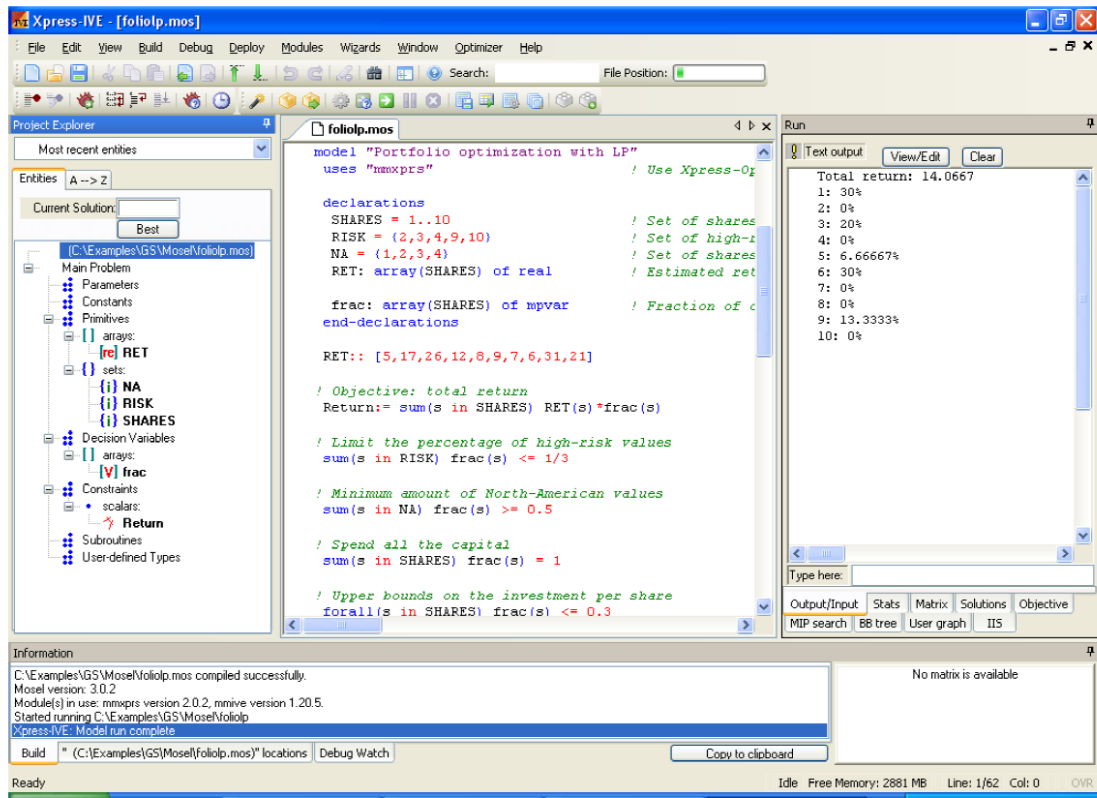 Xpress-IVE - [foliolp.mos]
File Edit View Build Debug Deploy Modules Wizards Window Optimizer Help
Search: File Position:
Project Explorer
Most recent entities
Entities A --> Z
Current Solution:
Best
(C:\Examples\GS\Mosel\foliolp.mos)
Main Problem
Parameters
Constants
Primitives
[ ] arrays:
[re] RET
{ } sets:
{i} NA
{i} RISK
{i} SHARES
Decision Variables
[ ] arrays:
[V] frac
Constraints
scalars:
Return
Subroutines
User-defined Types
foliolp.mos
model "Portfolio optimization with LP"
uses "mmxprs" ! Use Xpress-Op
declarations
SHARES = 1..10 ! Set of shares
RISK = {2,3,4,9,10} ! Set of high-r
NA = {1,2,3,4} ! Set of shares
RET: array(SHARES) of real ! Estimated ret
frac: array(SHARES) of mpvar ! Fraction of c
end-declarations
RET:: [5,17,26,12,8,9,7,6,31,21]
! Objective: total return
Return:= sum(s in SHARES) RET(s)*frac(s)
! Limit the percentage of high-risk values
sum(s in RISK) frac(s) <= 1/3
! Minimum amount of North-American values
sum(s in NA) frac(s) >= 0.5
! Spend all the capital
sum(s in SHARES) frac(s) = 1
! Upper bounds on the investment per share
forall(s in SHARES) frac(s) <= 0.3
Run
Text output View/Edit Clear
Total return: 14.0667
1: 30%
2: 0%
3: 20%
4: 0%
5: 6.66667%
6: 30%
7: 0%
8: 0%
9: 13.3333%
10: 0%
Type here:
Output/Input Stats Matrix Solutions Objective
MIP search BB tree User graph IIS
Information
C:\Examples\GS\Mosel\foliolp.mos compiled successfully.
Mosel version: 3.0.2
Module(s) in use: mmxprs version 2.0.2, mmive version 1.20.5.
Started running C:\Examples\GS\Mosel\foliolp
Xpress-IVE: Model run complete
No matrix is available
Build " (C:\Examples\GS\Mosel\foliolp.mos)" locations Debug Watch Copy to clipboard
Ready Idle Free Memory: 2881 MB Line: 1/62 Col: 0 OVR